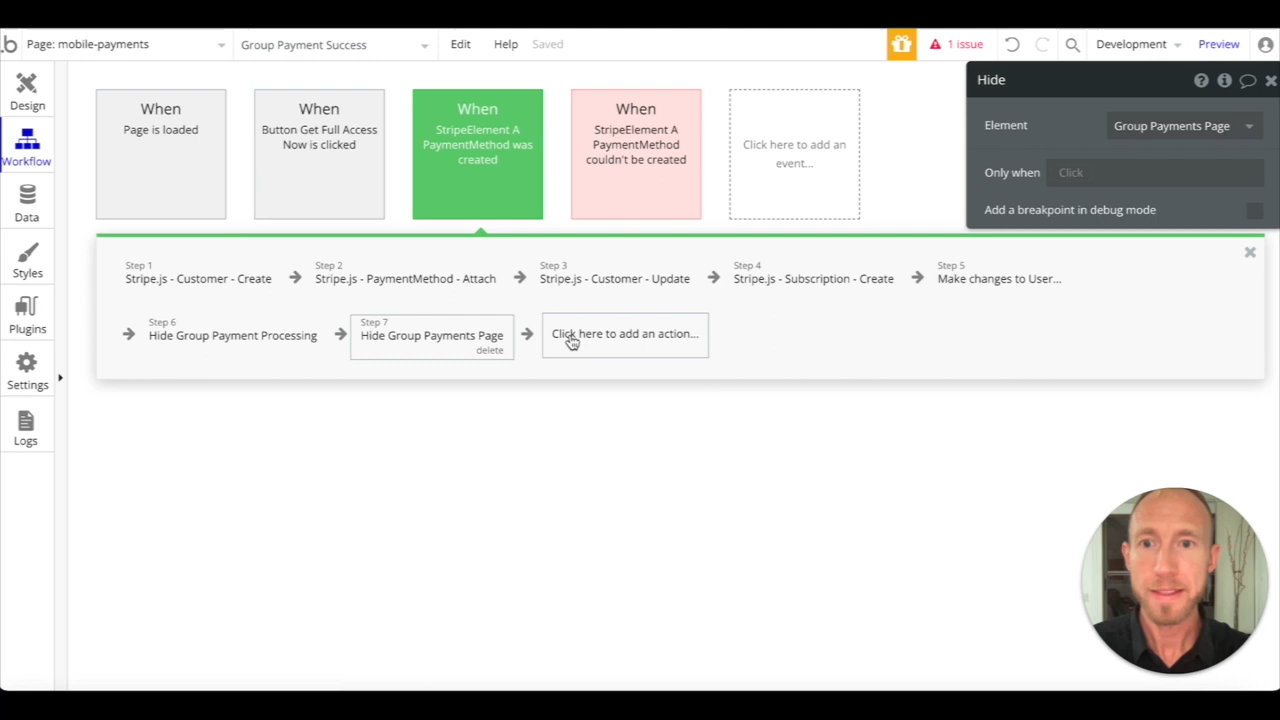 .b Page: mobile-payments Group Payment Success Edit Help Saved 1 issue Development Preview
Design
Workflow
Data
Styles
Plugins
Settings
Logs
When
Page is loaded
When
Button Get Full Access
Now is clicked
When
StripeElement A
PaymentMethod was
created
When
StripeElement A
PaymentMethod
couldn't be created
Click here to add an
event...
Hide
Element Group Payments Page
Only when Click
Add a breakpoint in debug mode
Step 1
Stripe.js - Customer - Create
Step 2
Stripe.js - PaymentMethod - Attach
Step 3
Stripe.js - Customer - Update
Step 4
Stripe.js - Subscription - Create
Step 5
Make changes to User...
Step 6
Hide Group Payment Processing
Step 7
Hide Group Payments Page
delete
Click here to add an action...